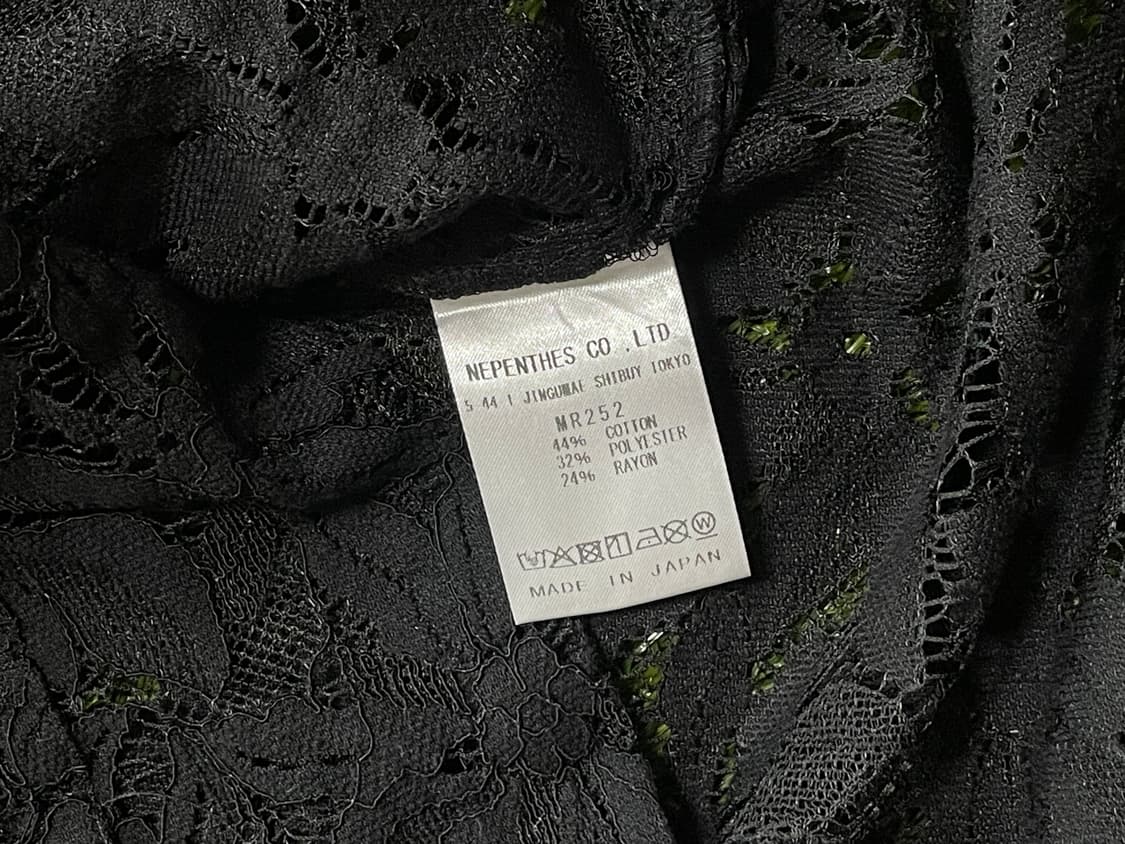 NEPENTHES CO .LTD
5 44 1 JINGUMAE SHIBUY TOKYO
MR252
44% COTTON
32% POLYESTER
24% RAYON
W
MADE IN JAPAN